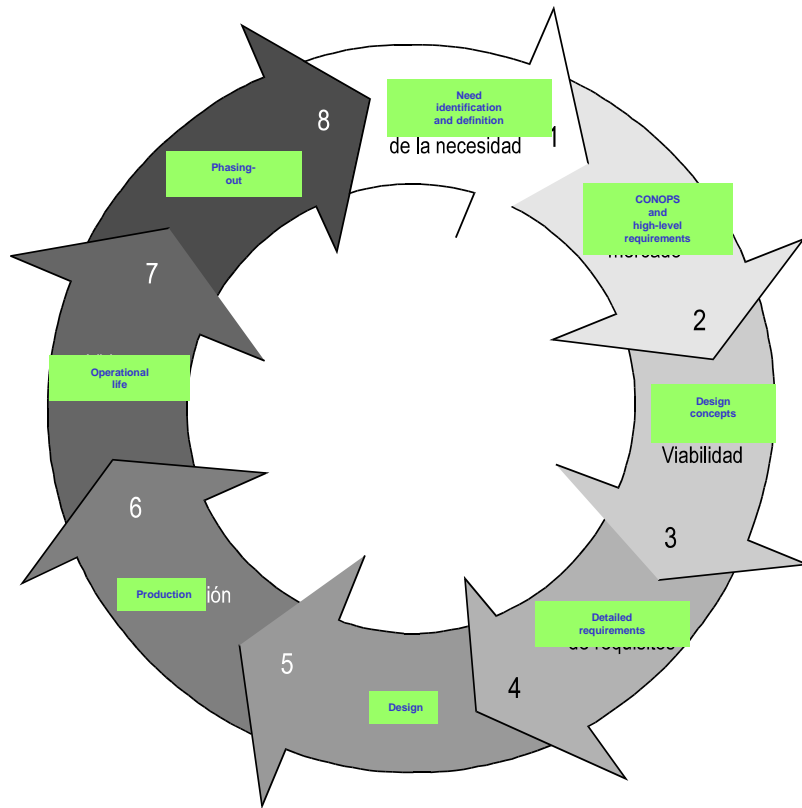 Need
identification
and definition
de la necesidad
1
CONOPS
and
high-level
requirements
2
Design
concepts
Viabilidad
3
Detailed
requirements
de requisitos
4
Design
5
Production
ión
6
Operational
life
7
Phasing-
out
8